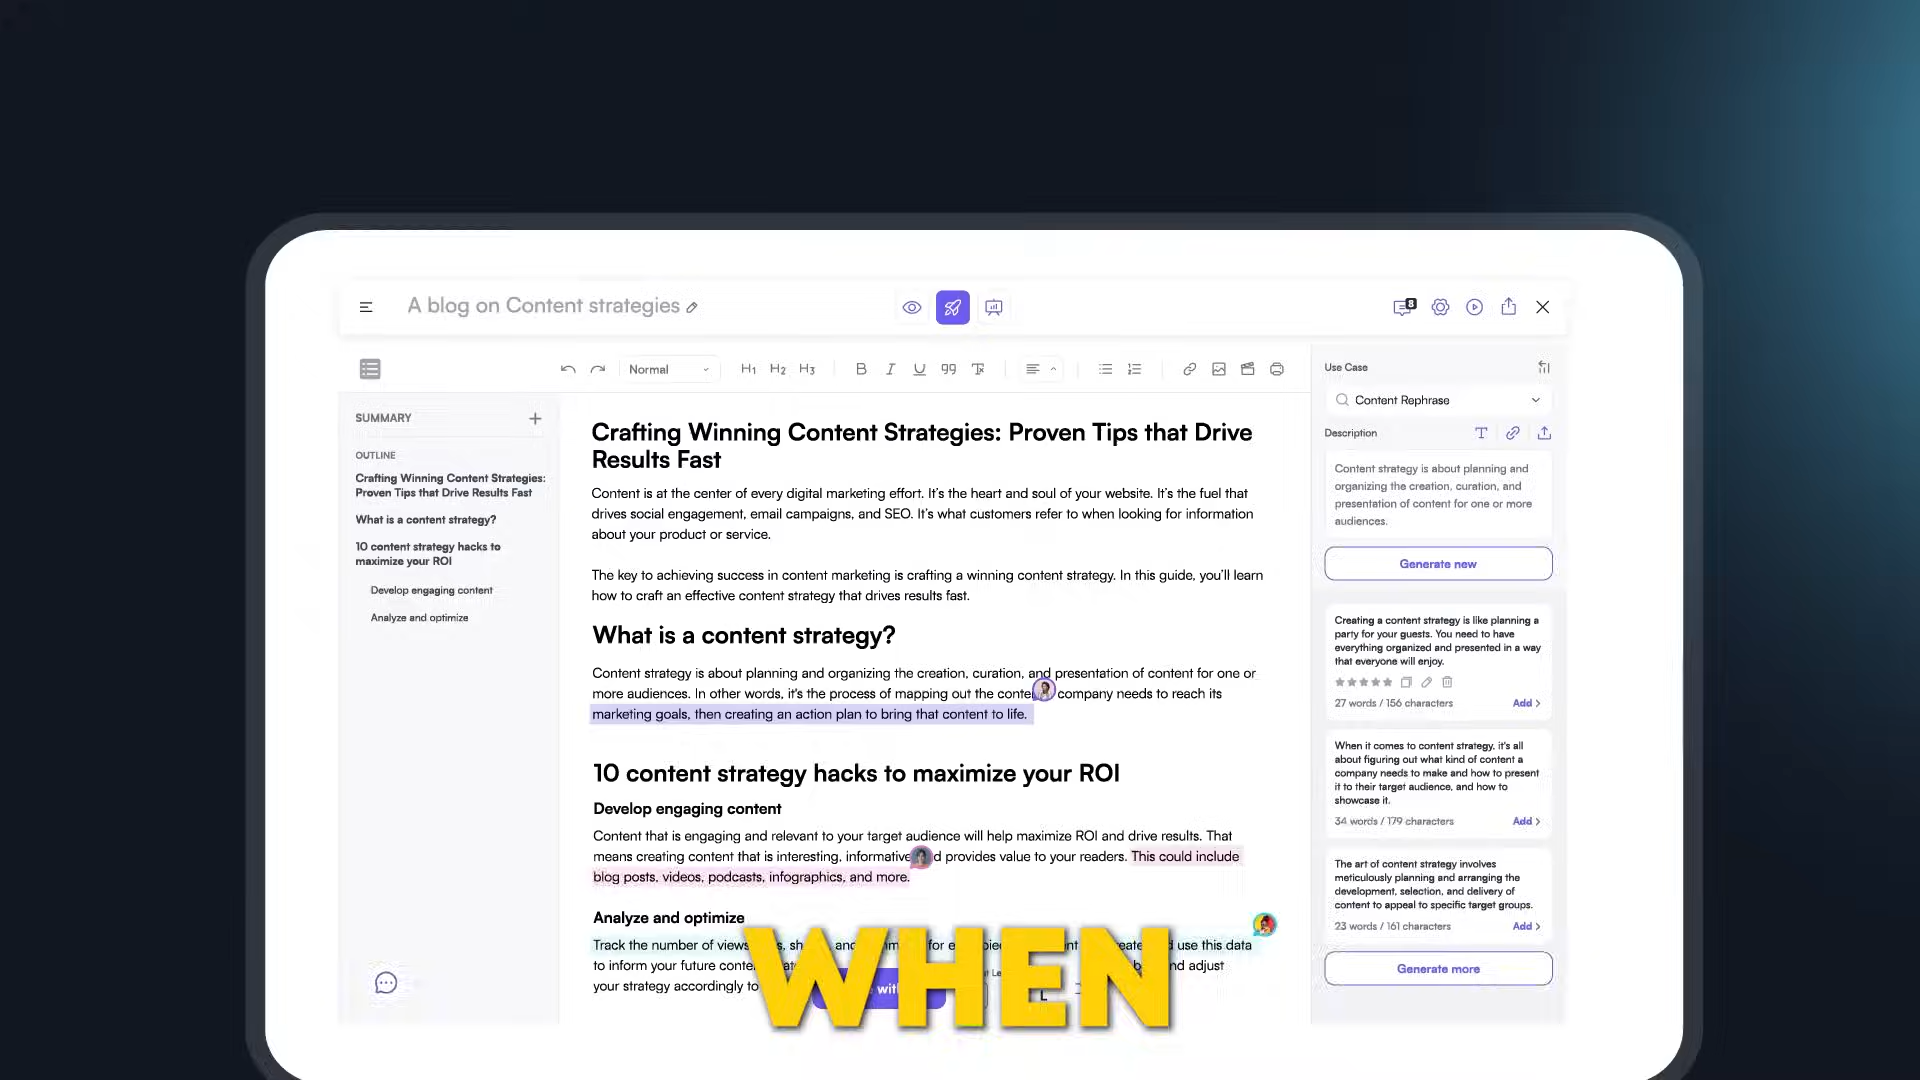 A blog on Content strategies
8
Normal
H1 H2 H3
B I U
SUMMARY
OUTLINE
Crafting Winning Content Strategies:
Proven Tips that Drive Results Fast
What is a content strategy?
10 content strategy hacks to
maximize your ROI
Develop engaging content
Analyze and optimize
Crafting Winning Content Strategies: Proven Tips that Drive
Results Fast
Content is at the center of every digital marketing effort. It’s the heart and soul of your website. It’s the fuel that
drives social engagement, email campaigns, and SEO. It’s what customers refer to when looking for information
about your product or service.
The key to achieving success in content marketing is crafting a winning content strategy. In this guide, you’ll learn
how to craft an effective content strategy that drives results fast.
What is a content strategy?
Content strategy is about planning and organizing the creation, curation, and presentation of content for one or
more audiences. In other words, it's the process of mapping out the company needs to reach its
marketing goals, then creating an action plan to bring that content to life.
10 content strategy hacks to maximize your ROI
Develop engaging content
Content that is engaging and relevant to your target audience will help maximize ROI and drive results. That
means creating content that is interesting, informative provides value to your readers. This could include
blog posts, videos, podcasts, infographics, and more.
Analyze and optimize
Track the number of views for use this data
to inform your future adjust
your strategy accordingly to
WHEN
Use Case
Content Rephrase
Description
Content strategy is about planning and
organizing the creation, curation, and
presentation of content for one or more
audiences.
Generate new
Creating a content strategy is like planning a
party for your guests. You need to have
everything organized and presented in a way
that everyone will enjoy.
27 words / 156 characters Add >
When it comes to content strategy, it's all
about figuring out what kind of content a
company needs to make and how to present
it to their target audience, and how to
showcase it.
34 words / 179 characters Add >
The art of content strategy involves
meticulously planning and arranging the
development, selection, and delivery of
content to appeal to specific target groups.
23 words / 161 characters Add >
Generate more